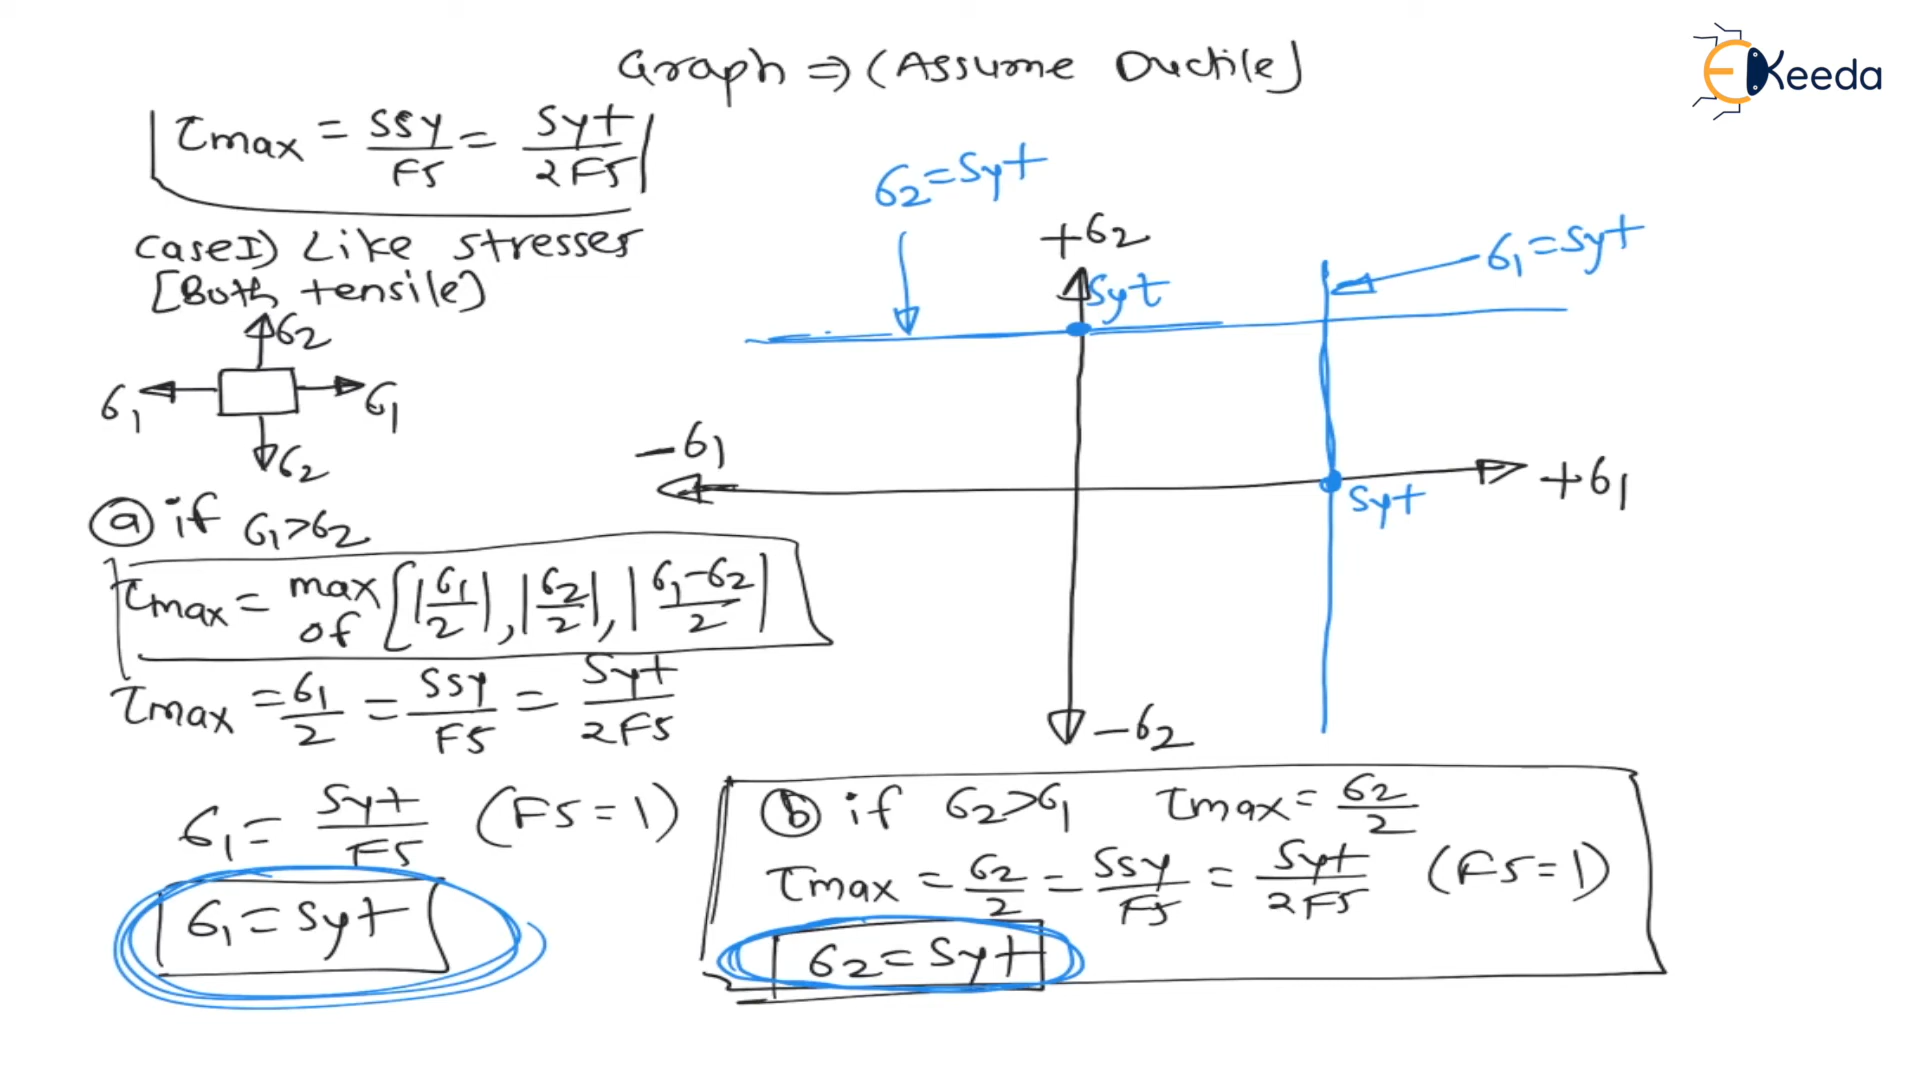 Graph ⇒ (Assume Ductile)
EKeeda
τmax = SSy/FS = Syt/2FS
Case I) Like stresses
[Both tensile]
σ2
σ1 σ1
σ2
(a) if σ1>σ2
τmax = max of [|σ1/2|, |σ2/2|, |σ1-σ2/2|
τmax = σ1/2 = SSy/FS = Syt/2FS
σ1 = Syt/FS (FS=1)
σ1 = Syt
σ2=Syt
+σ2
Syt
σ1=Syt
-σ1
+σ1
Syt
-σ2
(b) if σ2>σ1 τmax = σ2/2
τmax = σ2/2 = SSy/FS = Syt/2FS (FS=1)
σ2 = Syt